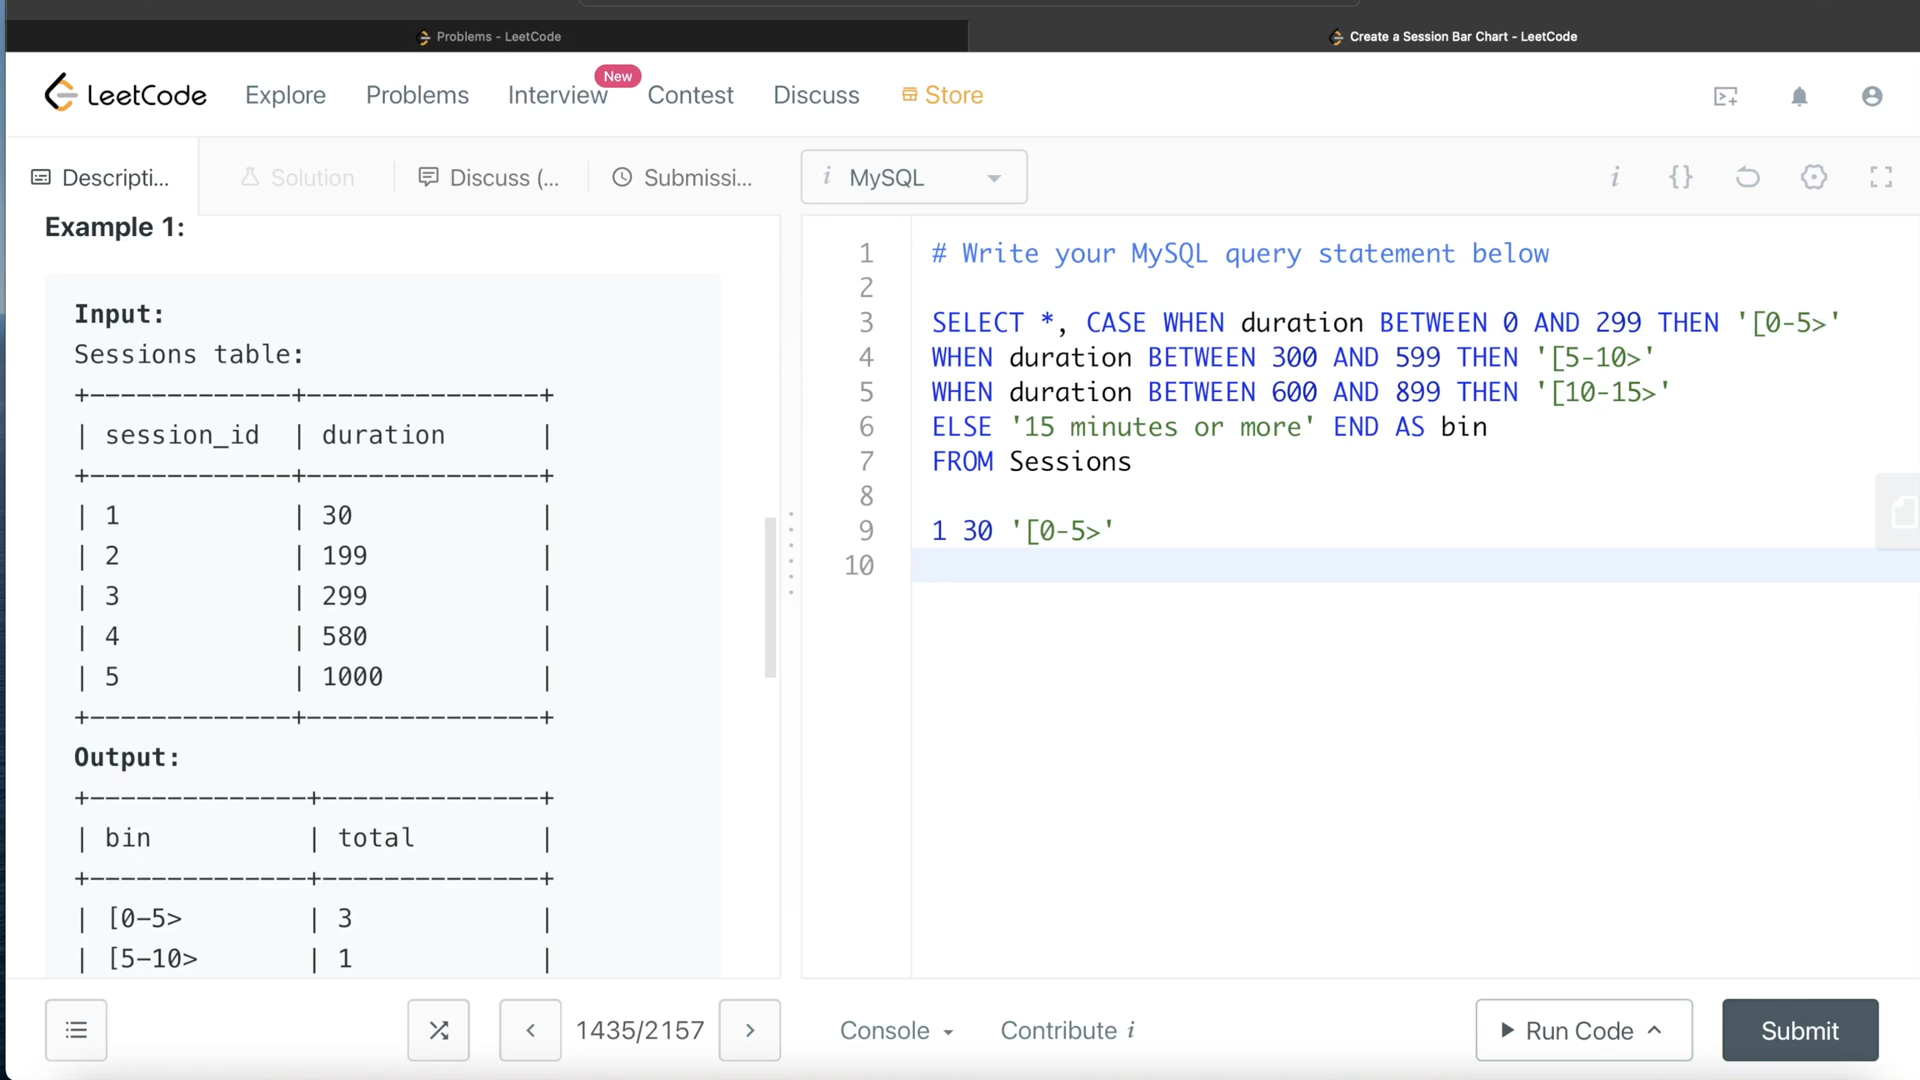 Problems - LeetCode
Create a Session Bar Chart - LeetCode
LeetCode
Explore
Problems
Interview
New
Contest
Discuss
Store
Descripti...
Solution
Discuss (...
Submissi...
i MySQL
i {}
Example 1:
Input:
Sessions table:
+-------------+---------------+
| session_id | duration |
+-------------+---------------+
| 1 | 30 |
| 2 | 199 |
| 3 | 299 |
| 4 | 580 |
| 5 | 1000 |
+-------------+---------------+
Output:
+--------------+--------------+
| bin | total |
+--------------+--------------+
| [0-5> | 3 |
| [5-10> | 1 |
1 # Write your MySQL query statement below
2
3 SELECT *, CASE WHEN duration BETWEEN 0 AND 299 THEN '[0-5>'
4 WHEN duration BETWEEN 300 AND 599 THEN '[5-10>'
5 WHEN duration BETWEEN 600 AND 899 THEN '[10-15>'
6 ELSE '15 minutes or more' END AS bin
7 FROM Sessions
8
9 1 30 '[0-5>'
10
1435/2157
Console
Contribute i
Run Code
Submit